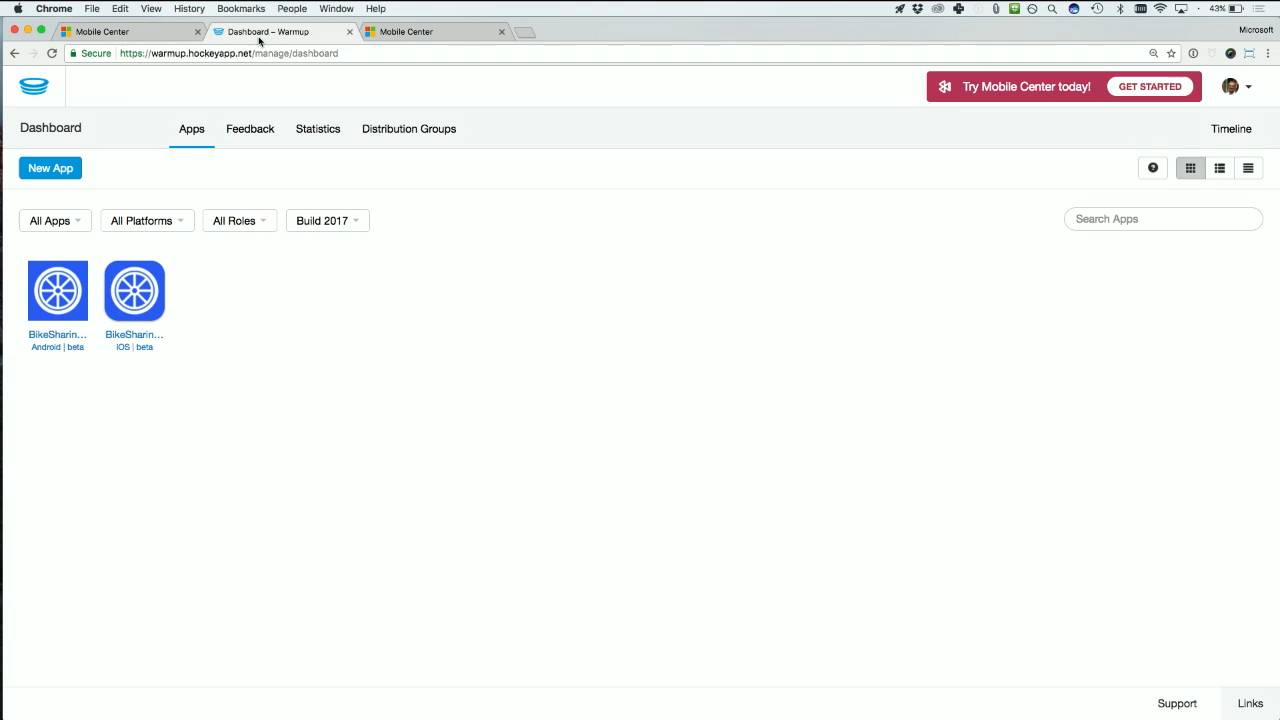 Chrome File Edit View History Bookmarks People Window Help 43%
Mobile Center Dashboard – Warmup Mobile Center Microsoft
Secure https://warmup.hockeyapp.net/manage/dashboard
Try Mobile Center today! GET STARTED
Dashboard Apps Feedback Statistics Distribution Groups Timeline
New App
All Apps All Platforms All Roles Build 2017 Search Apps
BikeSharin... BikeSharin...
Android | beta iOS | beta
Support Links